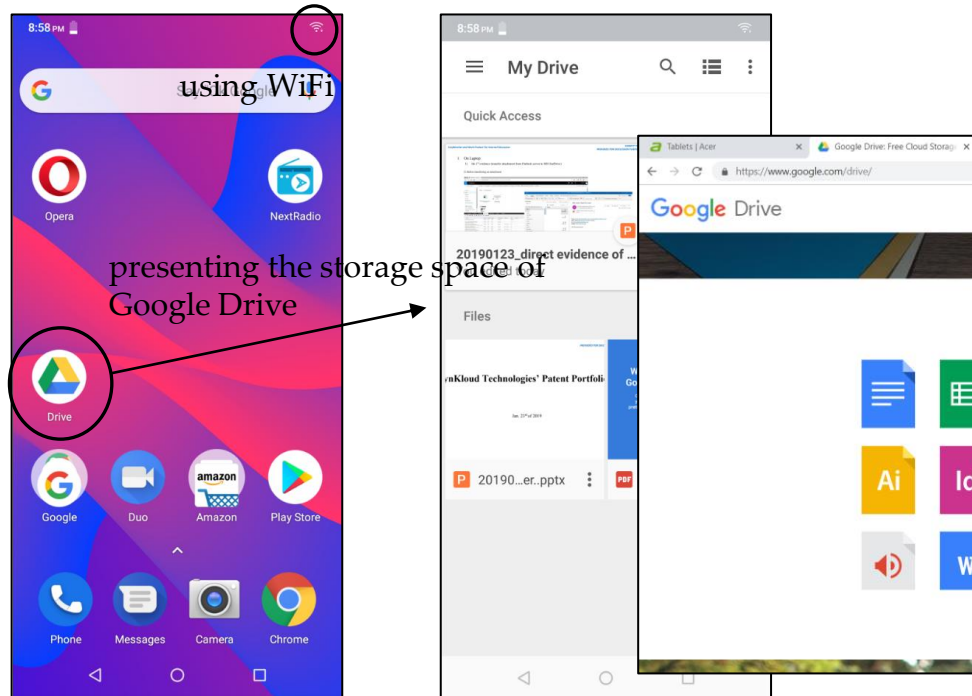 8:58 PM
using WiFi
Opera
NextRadio
presenting the storage space of
Google Drive
Drive
Google
Duo
amazon
Amazon
Play Store
Phone
Messages
Camera
Chrome
8:58 PM
My Drive
Quick Access
P
20190123_direct evidence of ...
Files
Technologies' Patent Portfoli
P 20190...er..pptx
PDF
Tablets | Acer
Google Drive: Free Cloud Storag
https://www.google.com/drive/
Google Drive
Ai